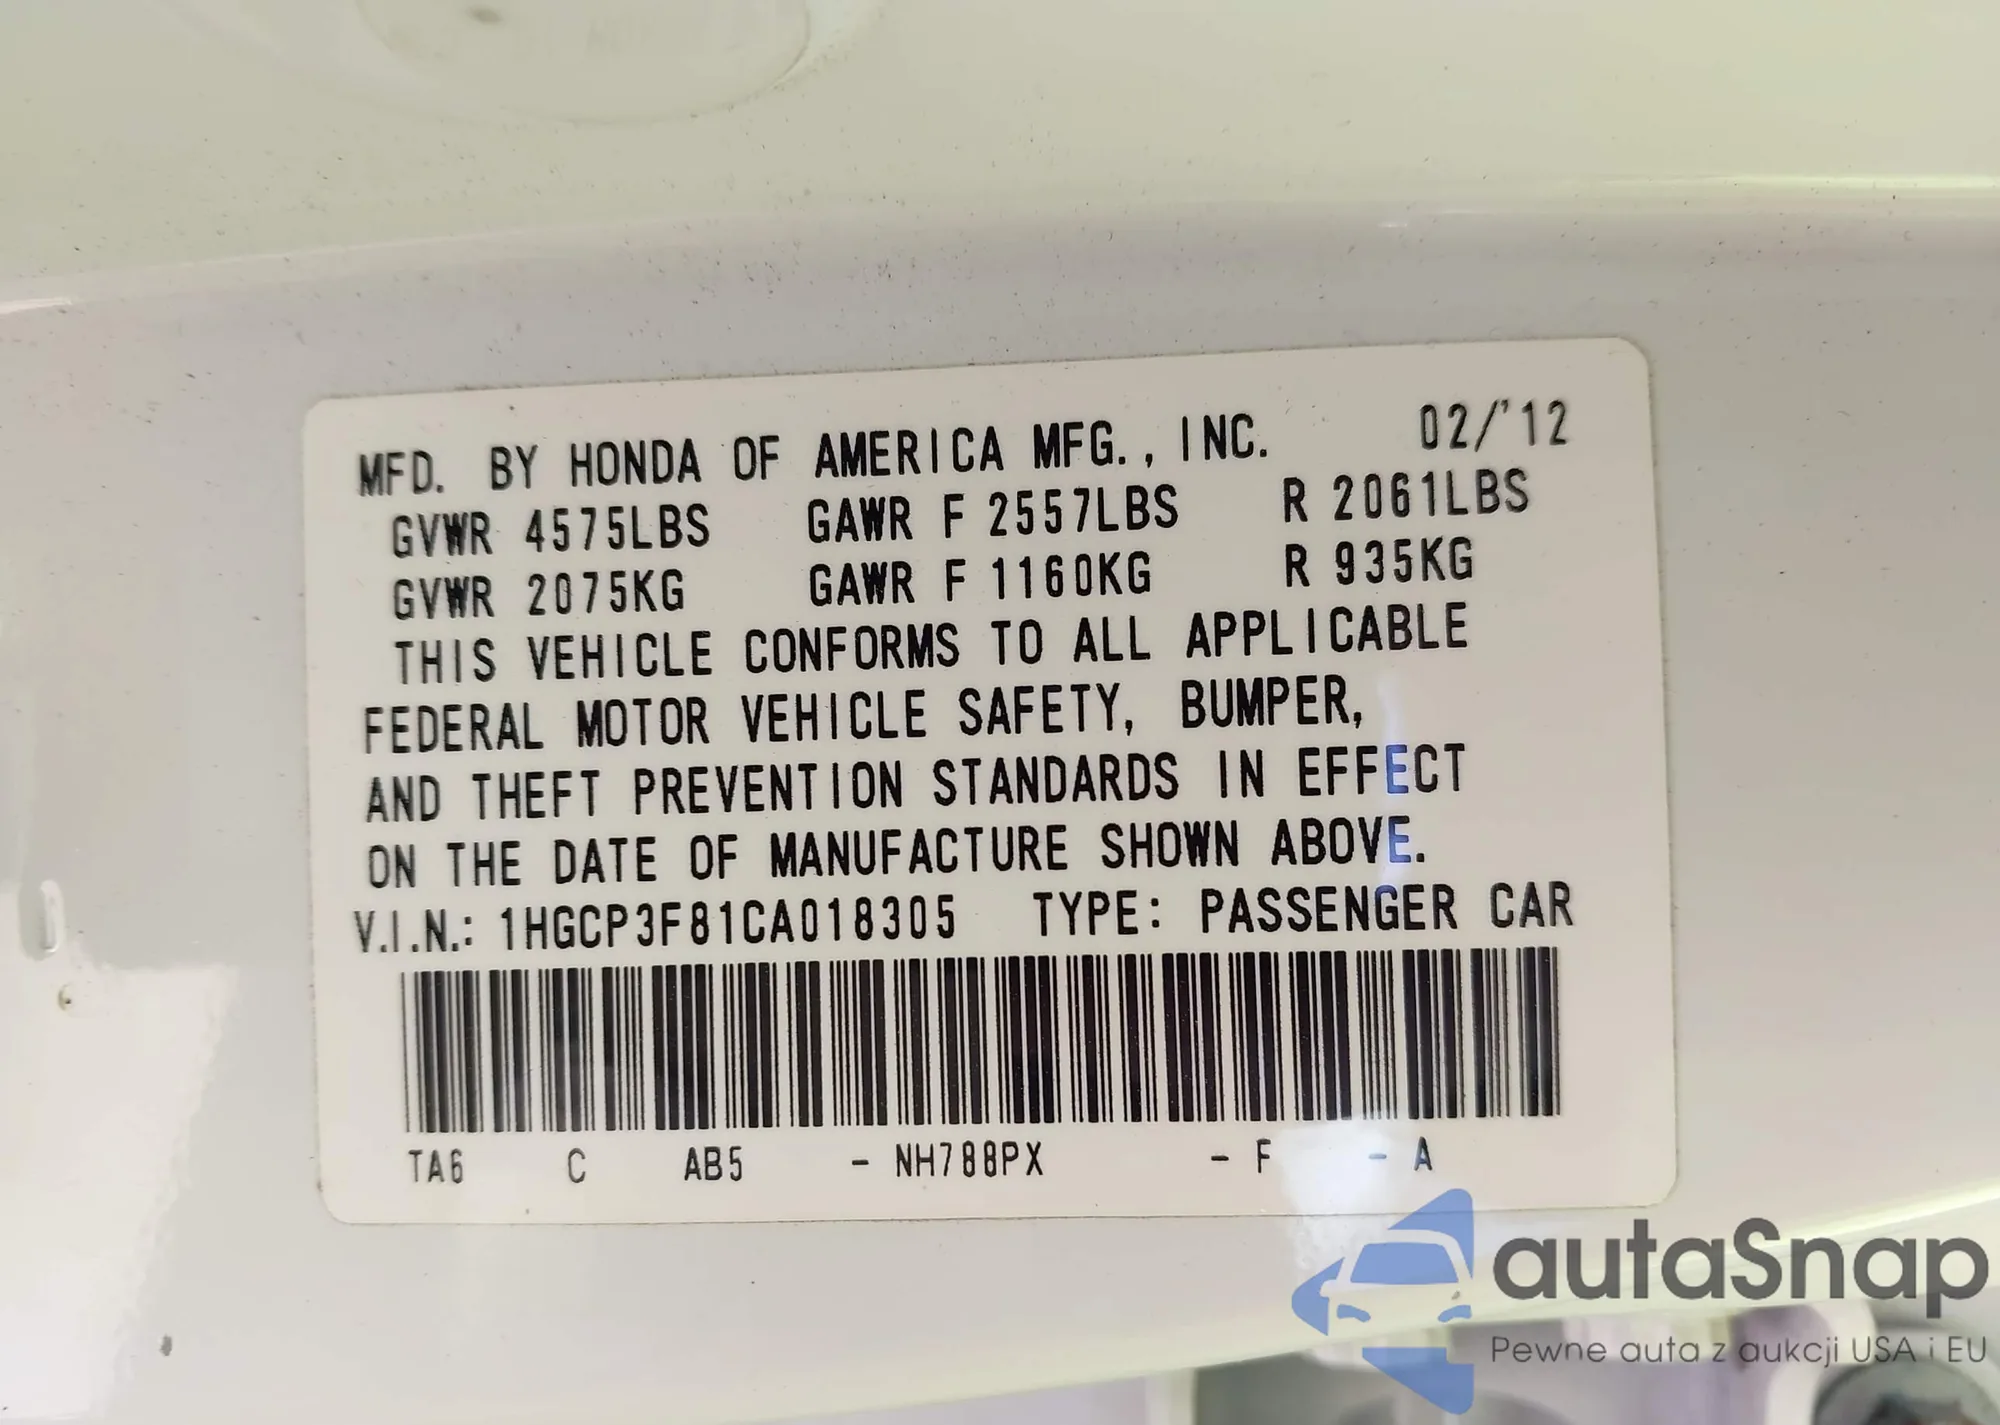 MFD. BY HONDA OF AMERICA MFG., INC. 02/'12
GVWR 4575LBS GAWR F 2557LBS R 2061LBS
GVWR 2075KG GAWR F 1160KG R 935KG
THIS VEHICLE CONFORMS TO ALL APPLICABLE
FEDERAL MOTOR VEHICLE SAFETY, BUMPER,
AND THEFT PREVENTION STANDARDS IN EFFECT
ON THE DATE OF MANUFACTURE SHOWN ABOVE.
V.I.N.: 1HGCP3F81CA018305 TYPE: PASSENGER CAR
TA6 C AB5 - NH788PX - F - A
autaSnap
Pewne auta z aukcji USA i EU